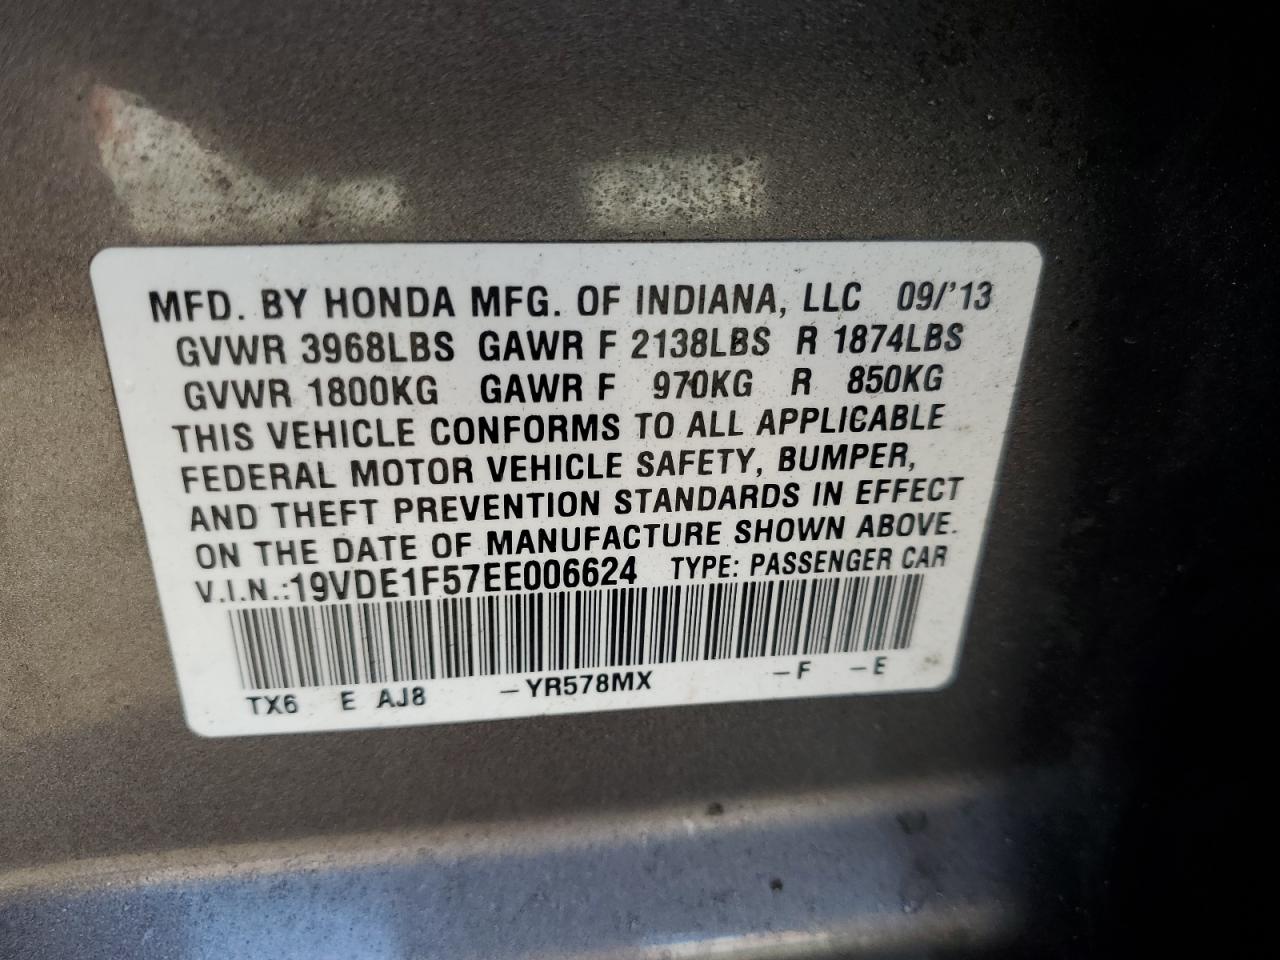 MFD. BY HONDA MFG. OF INDIANA, LLC 09/'13
GVWR 3968LBS GAWR F 2138LBS R 1874LBS
GVWR 1800KG GAWR F 970KG R 850KG
THIS VEHICLE CONFORMS TO ALL APPLICABLE
FEDERAL MOTOR VEHICLE SAFETY, BUMPER,
AND THEFT PREVENTION STANDARDS IN EFFECT
ON THE DATE OF MANUFACTURE SHOWN ABOVE.
V.I.N.:19VDE1F57EE006624 TYPE: PASSENGER CAR
TX6 E AJ8 –YR578MX –F –E